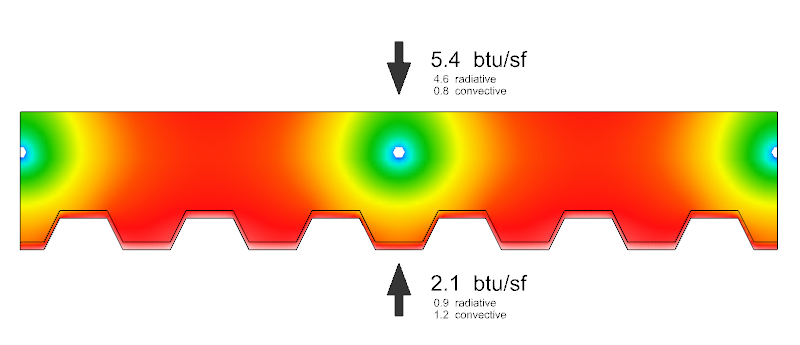 5.4 btu/sf
4.6 radiative
0.8 convective
2.1 btu/sf
0.9 radiative
1.2 convective